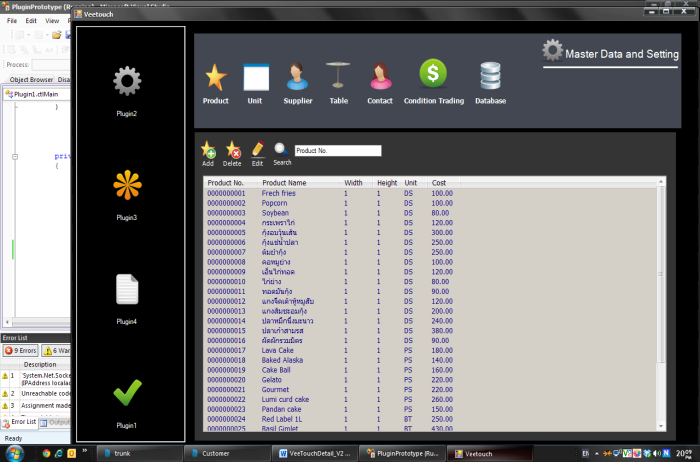 PluginPrototype (Running) - Microsoft Visual Studio
File Edit View
Process:
Object Browser Disa
Plugin1.ctlMain
}
priv
{
Error List
9 Errors 6 War
Description
1 System.Net.Socke
(IPAddress localac
2 Unreachable code
3 Assignment made
Error List Output
Ready
Veetouch
Plugin2
Plugin3
Plugin4
Plugin1
Master Data and Setting
Product Unit Supplier Table Contact Condition Trading Database
Add Delete Edit Search Product No.
Product No. Product Name Width Height Unit Cost
0000000001 Frech fries 1 1 DS 100.00
0000000002 Popcorn 1 1 DS 100.00
0000000003 Soybean 1 1 DS 80.00
0000000004 กระเพราไก่ 1 1 DS 120.00
0000000005 กุ้งอบวุ้นเส้น 1 1 DS 300.00
0000000006 กุ้งแช่น้ำปลา 1 1 DS 250.00
0000000007 ต้มยำกุ้ง 1 1 DS 250.00
0000000008 คอหมูย่าง 1 1 DS 100.00
0000000009 เอ็นไก่ทอด 1 1 DS 120.00
0000000010 ไก่ย่าง 1 1 DS 80.00
0000000011 ทอดมันกุ้ง 1 1 DS 90.00
0000000012 แกงจืดเต้าหู้หมูสับ 1 1 DS 120.00
0000000013 แกงส้มชะอมกุ้ง 1 1 DS 200.00
0000000014 ปลาหมึกนึ่งมะนาว 1 1 DS 240.00
0000000015 ปลาเก๋าสามรส 1 1 DS 380.00
0000000016 ผัดผักรวมมิตร 1 1 DS 90.00
0000000017 Lava Cake 1 1 PS 180.00
0000000018 Baked Alaska 1 1 PS 140.00
0000000019 Cake Ball 1 1 PS 160.00
0000000020 Gelato 1 1 PS 220.00
0000000021 Gourmet 1 1 PS 220.00
0000000022 Lumi curd cake 1 1 PS 260.00
0000000023 Pandan cake 1 1 PS 150.00
0000000024 Red Label 1L 1 1 BT 250.00
0000000025 Basil Gimlet 1 1 BT 430.00
trunk Customer VeeTouchDetail_V2 ... PluginPrototype (Ru... Veetouch EN 20:09 PM